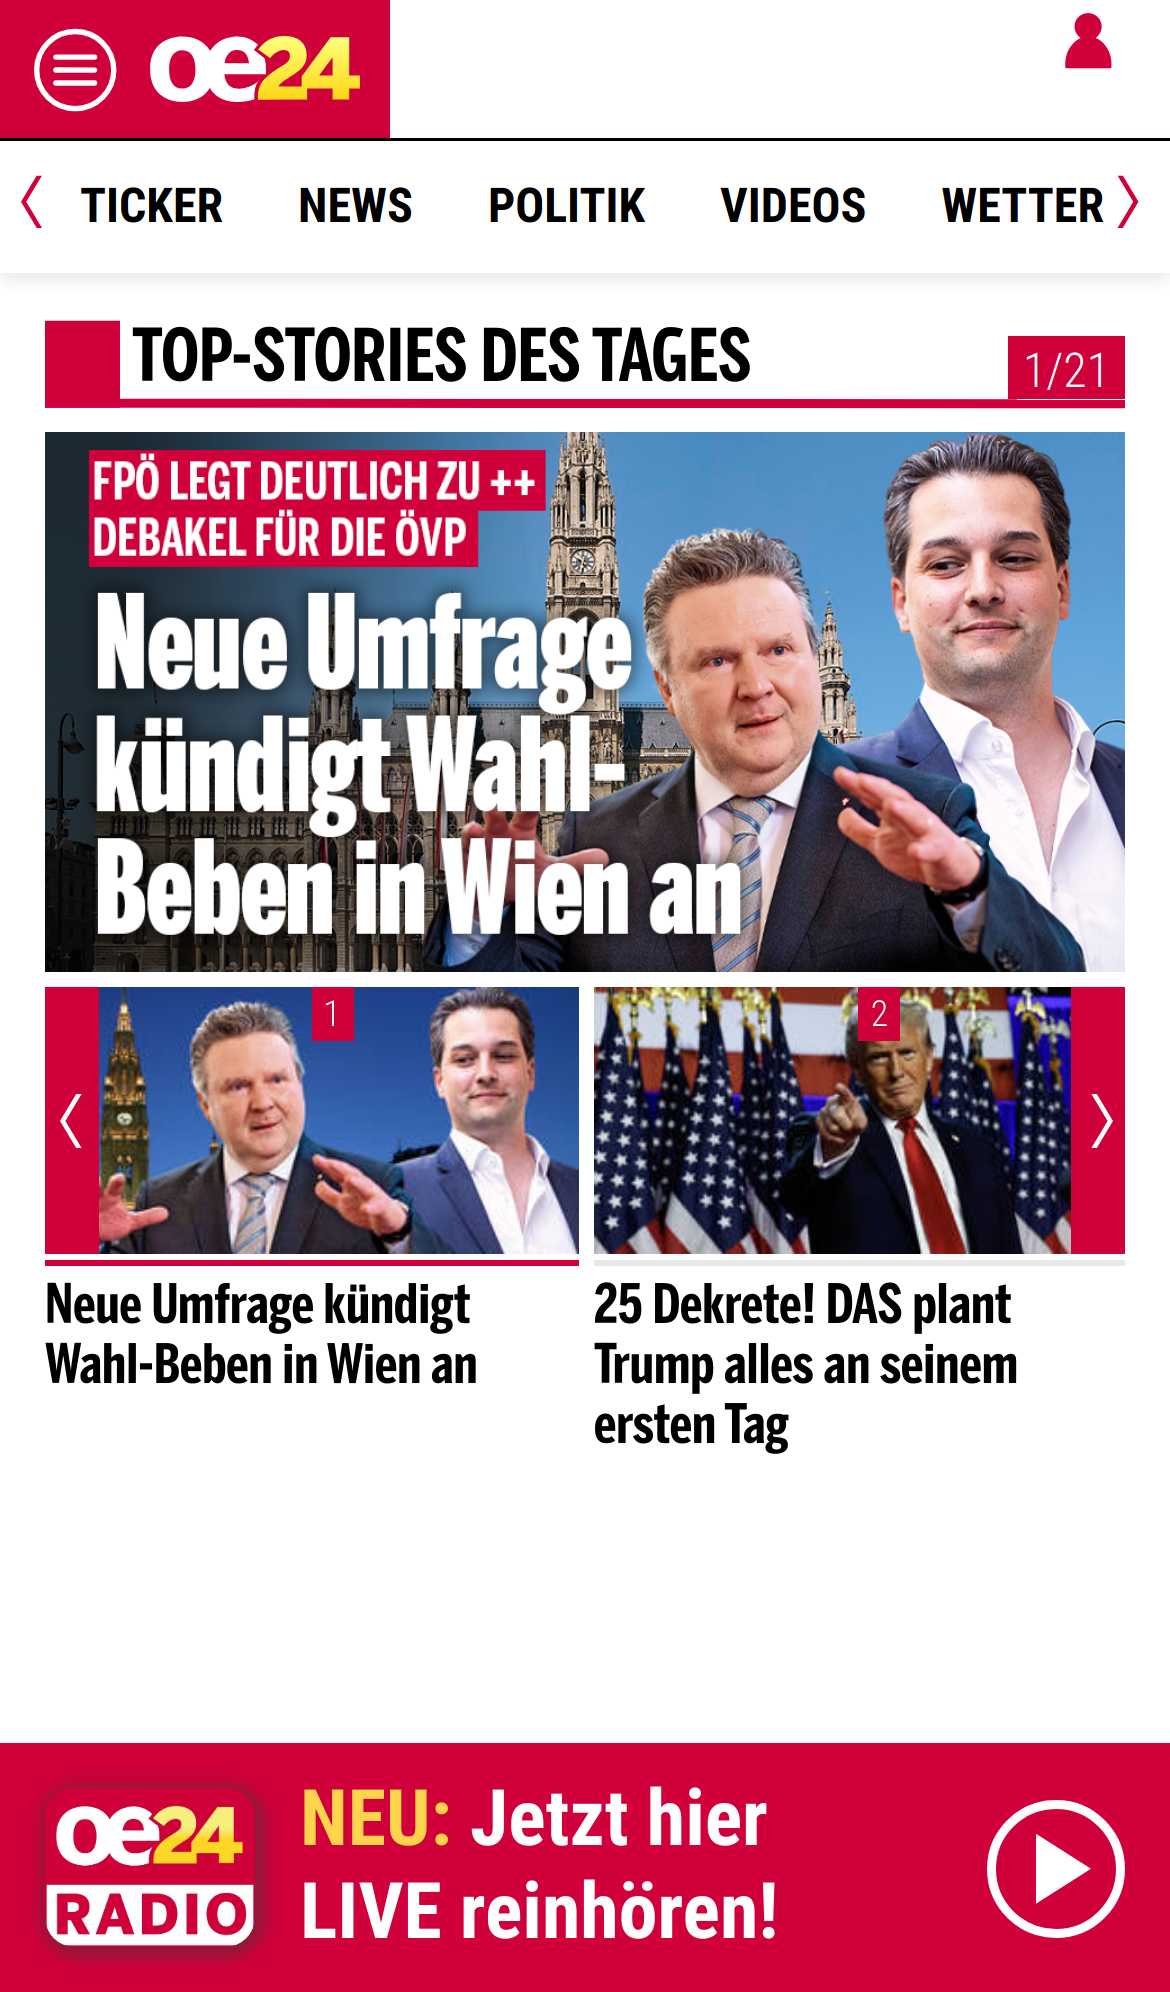 oe24
TICKER NEWS POLITIK VIDEOS WETTER
TOP-STORIES DES TAGES
1/21
FPÖ LEGT DEUTLICH ZU ++
DEBAKEL FÜR DIE ÖVP
Neue Umfrage
kündigt Wahl-
Beben in Wien an
1
2
Neue Umfrage kündigt
Wahl-Beben in Wien an
25 Dekrete! DAS plant
Trump alles an seinem
ersten Tag
oe24
RADIO
NEU: Jetzt hier
LIVE reinhören!